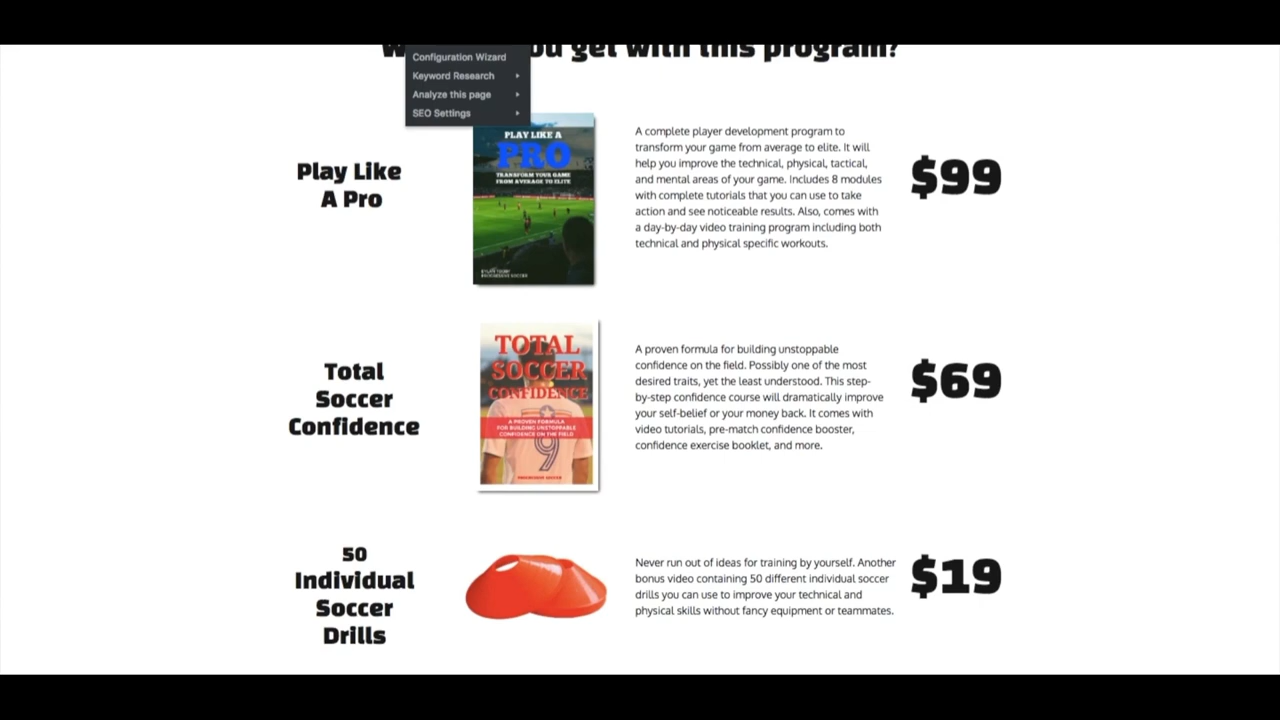 you get with this program?
Configuration Wizard
Keyword Research
Analyze this page
SEO Settings
Play Like
A Pro
PLAY LIKE A
PRO
TRANSFORM YOUR GAME
FROM AVERAGE TO ELITE
A complete player development program to
transform your game from average to elite. It will
help you improve the technical, physical, tactical,
and mental areas of your game. Includes 8 modules
with complete tutorials that you can use to take
action and see noticeable results. Also, comes with
a day-by-day video training program including both
technical and physical specific workouts.
$99
Total
Soccer
Confidence
TOTAL
SOCCER
CONFIDENCE
A PROVEN FORMULA
FOR BUILDING UNSTOPPABLE
CONFIDENCE ON THE FIELD
9
PROGRESSIVE SOCCER
A proven formula for building unstoppable
confidence on the field. Possibly one of the most
desired traits, yet the least understood. This step-
by-step confidence course will dramatically improve
your self-belief or your money back. It comes with
video tutorials, pre-match confidence booster,
confidence exercise booklet, and more.
$69
50
Individual
Soccer
Drills
Never run out of ideas for training by yourself. Another
bonus video containing 50 different individual soccer
drills you can use to improve your technical and
physical skills without fancy equipment or teammates.
$19